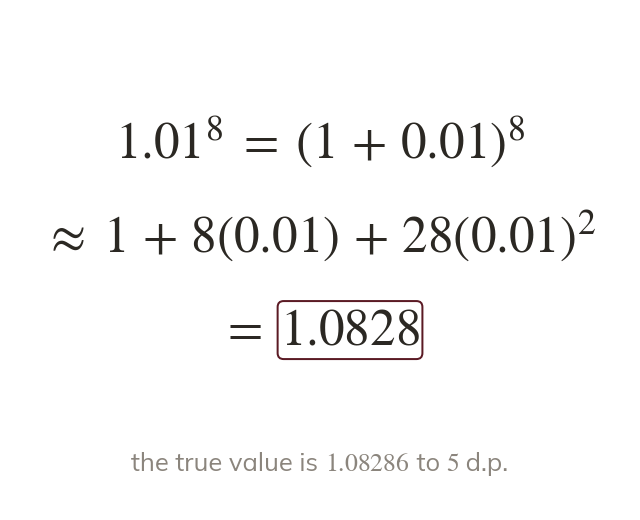 1.01⁸ = (1 + 0.01)⁸
≈ 1 + 8(0.01) + 28(0.01)²
= 1.0828
the true value is 1.08286 to 5 d.p.